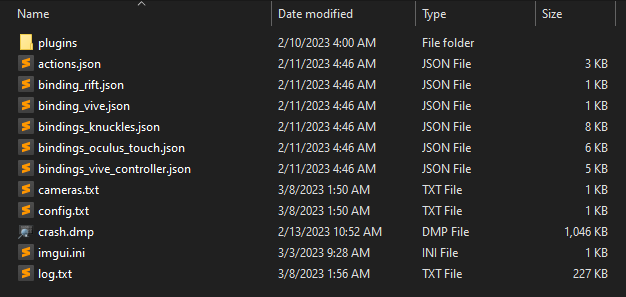 Name Date modified Type Size
plugins 2/10/2023 4:00 AM File folder
actions.json 2/11/2023 4:46 AM JSON File 3 KB
binding_rift.json 2/11/2023 4:46 AM JSON File 1 KB
binding_vive.json 2/11/2023 4:46 AM JSON File 1 KB
bindings_knuckles.json 2/11/2023 4:46 AM JSON File 8 KB
bindings_oculus_touch.json 2/11/2023 4:46 AM JSON File 6 KB
bindings_vive_controller.json 2/11/2023 4:46 AM JSON File 5 KB
cameras.txt 3/8/2023 1:50 AM TXT File 1 KB
config.txt 3/8/2023 1:50 AM TXT File 1 KB
crash.dmp 2/13/2023 10:52 AM DMP File 1,046 KB
imgui.ini 3/3/2023 9:28 AM INI File 1 KB
log.txt 3/8/2023 1:56 AM TXT File 227 KB